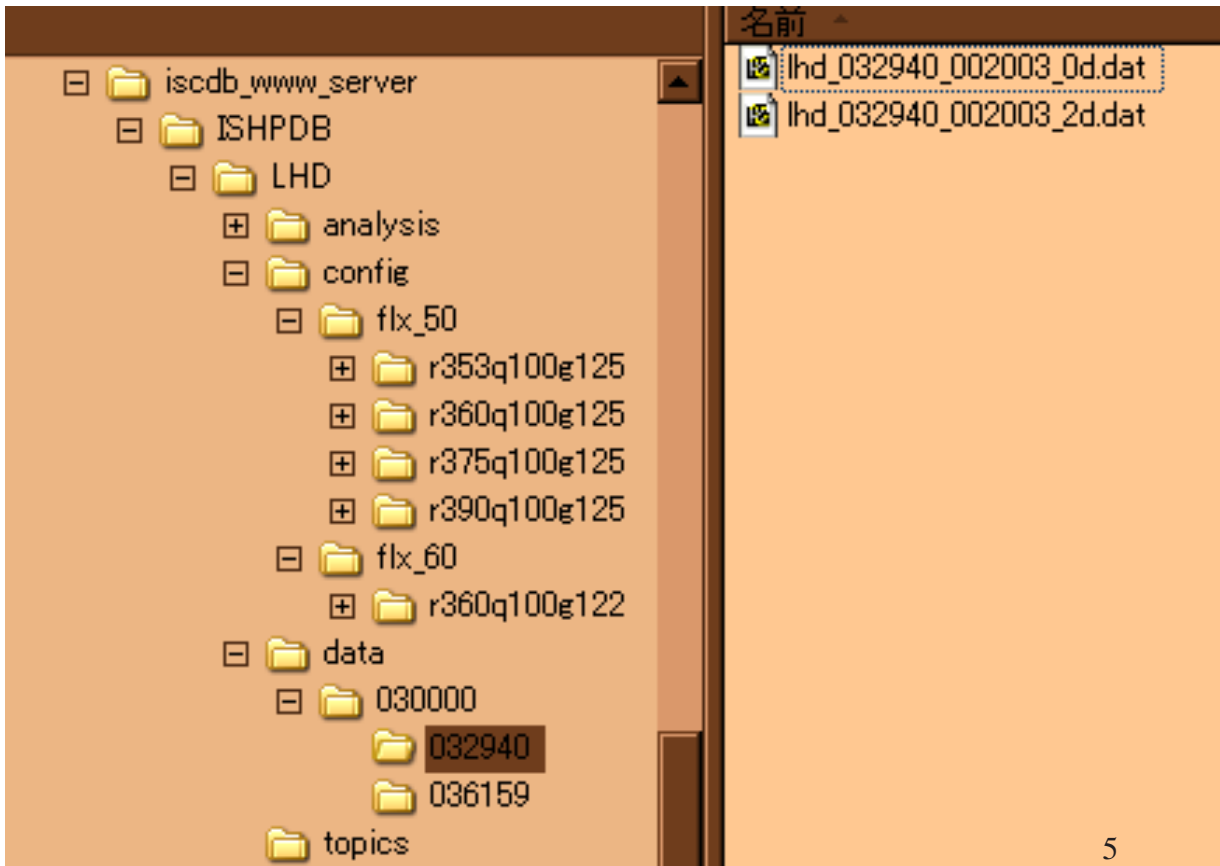 iscdb_www_server
ISHPDB
LHD
analysis
config
flx_50
r353q100g125
r360q100g125
r375q100g125
r390q100g125
flx_60
r360q100g122
data
030000
032940
036159
topics
名前
lhd_032940_002003_0d.dat
lhd_032940_002003_2d.dat
5